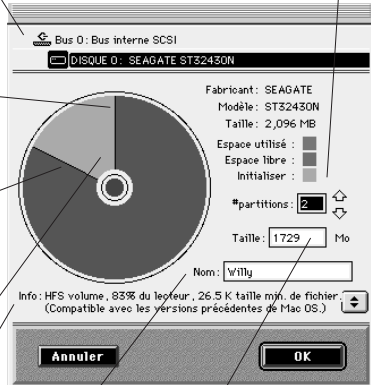 Bus 0: Bus interne SCSI
DISQUE 0: SEAGATE ST32430N
Fabricant: SEAGATE
Modèle: ST32430N
Taille: 2,096 MB
Espace utilisé :
Espace libre :
Initialiser :
#partitions: 2
Taille: 1729 Mo
Nom: Willy
Info: HFS volume, 83% du lecteur, 26.5 K taille min. de fichier.
(Compatible avec les versions précédentes de Mac OS.)
Annuler OK